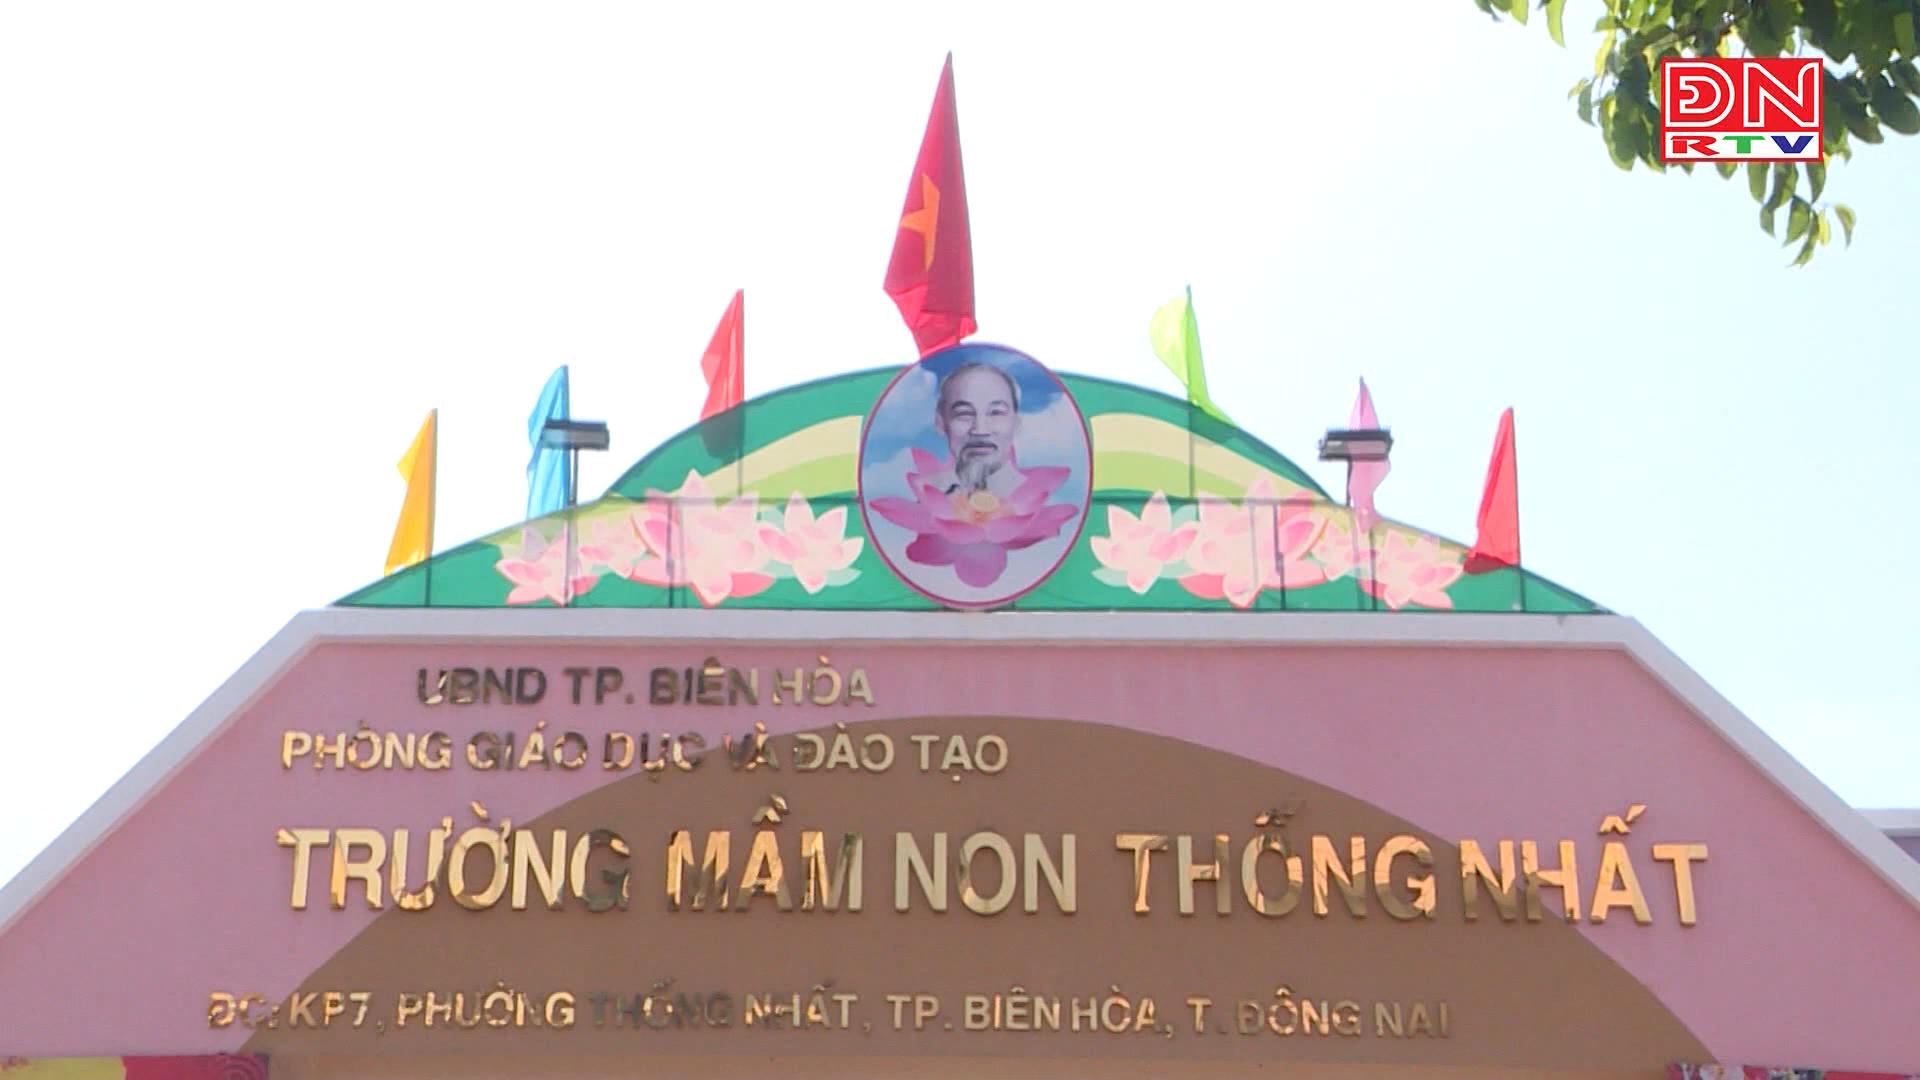 ĐN
RTV
UBND TP. BIÊN HÒA
PHÒNG GIÁO DỤC VÀ ĐÀO TẠO
TRƯỜNG MẦM NON THỐNG NHẤT
ĐC: KP7, PHƯỜNG THỐNG NHẤT, TP. BIÊN HÒA, T. ĐỒNG NAI